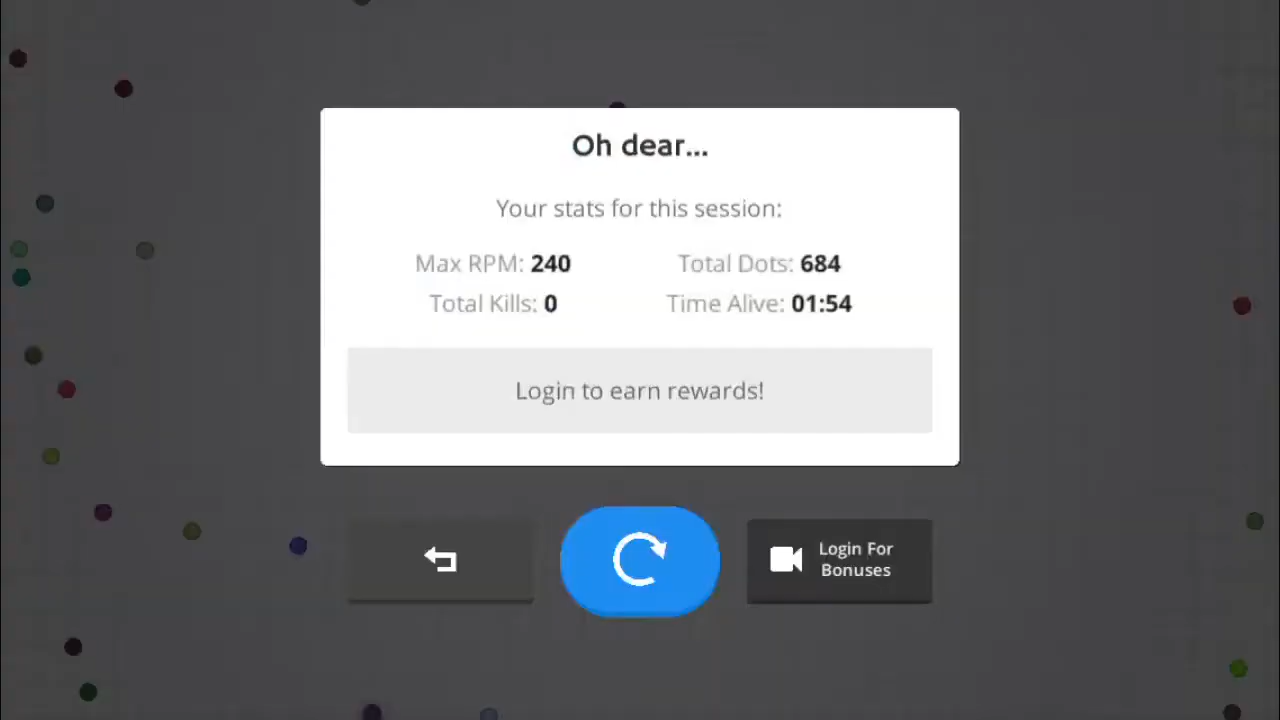 Oh dear...
Your stats for this session:
Max RPM: 240 Total Dots: 684
Total Kills: 0 Time Alive: 01:54
Login to earn rewards!
Login For
Bonuses